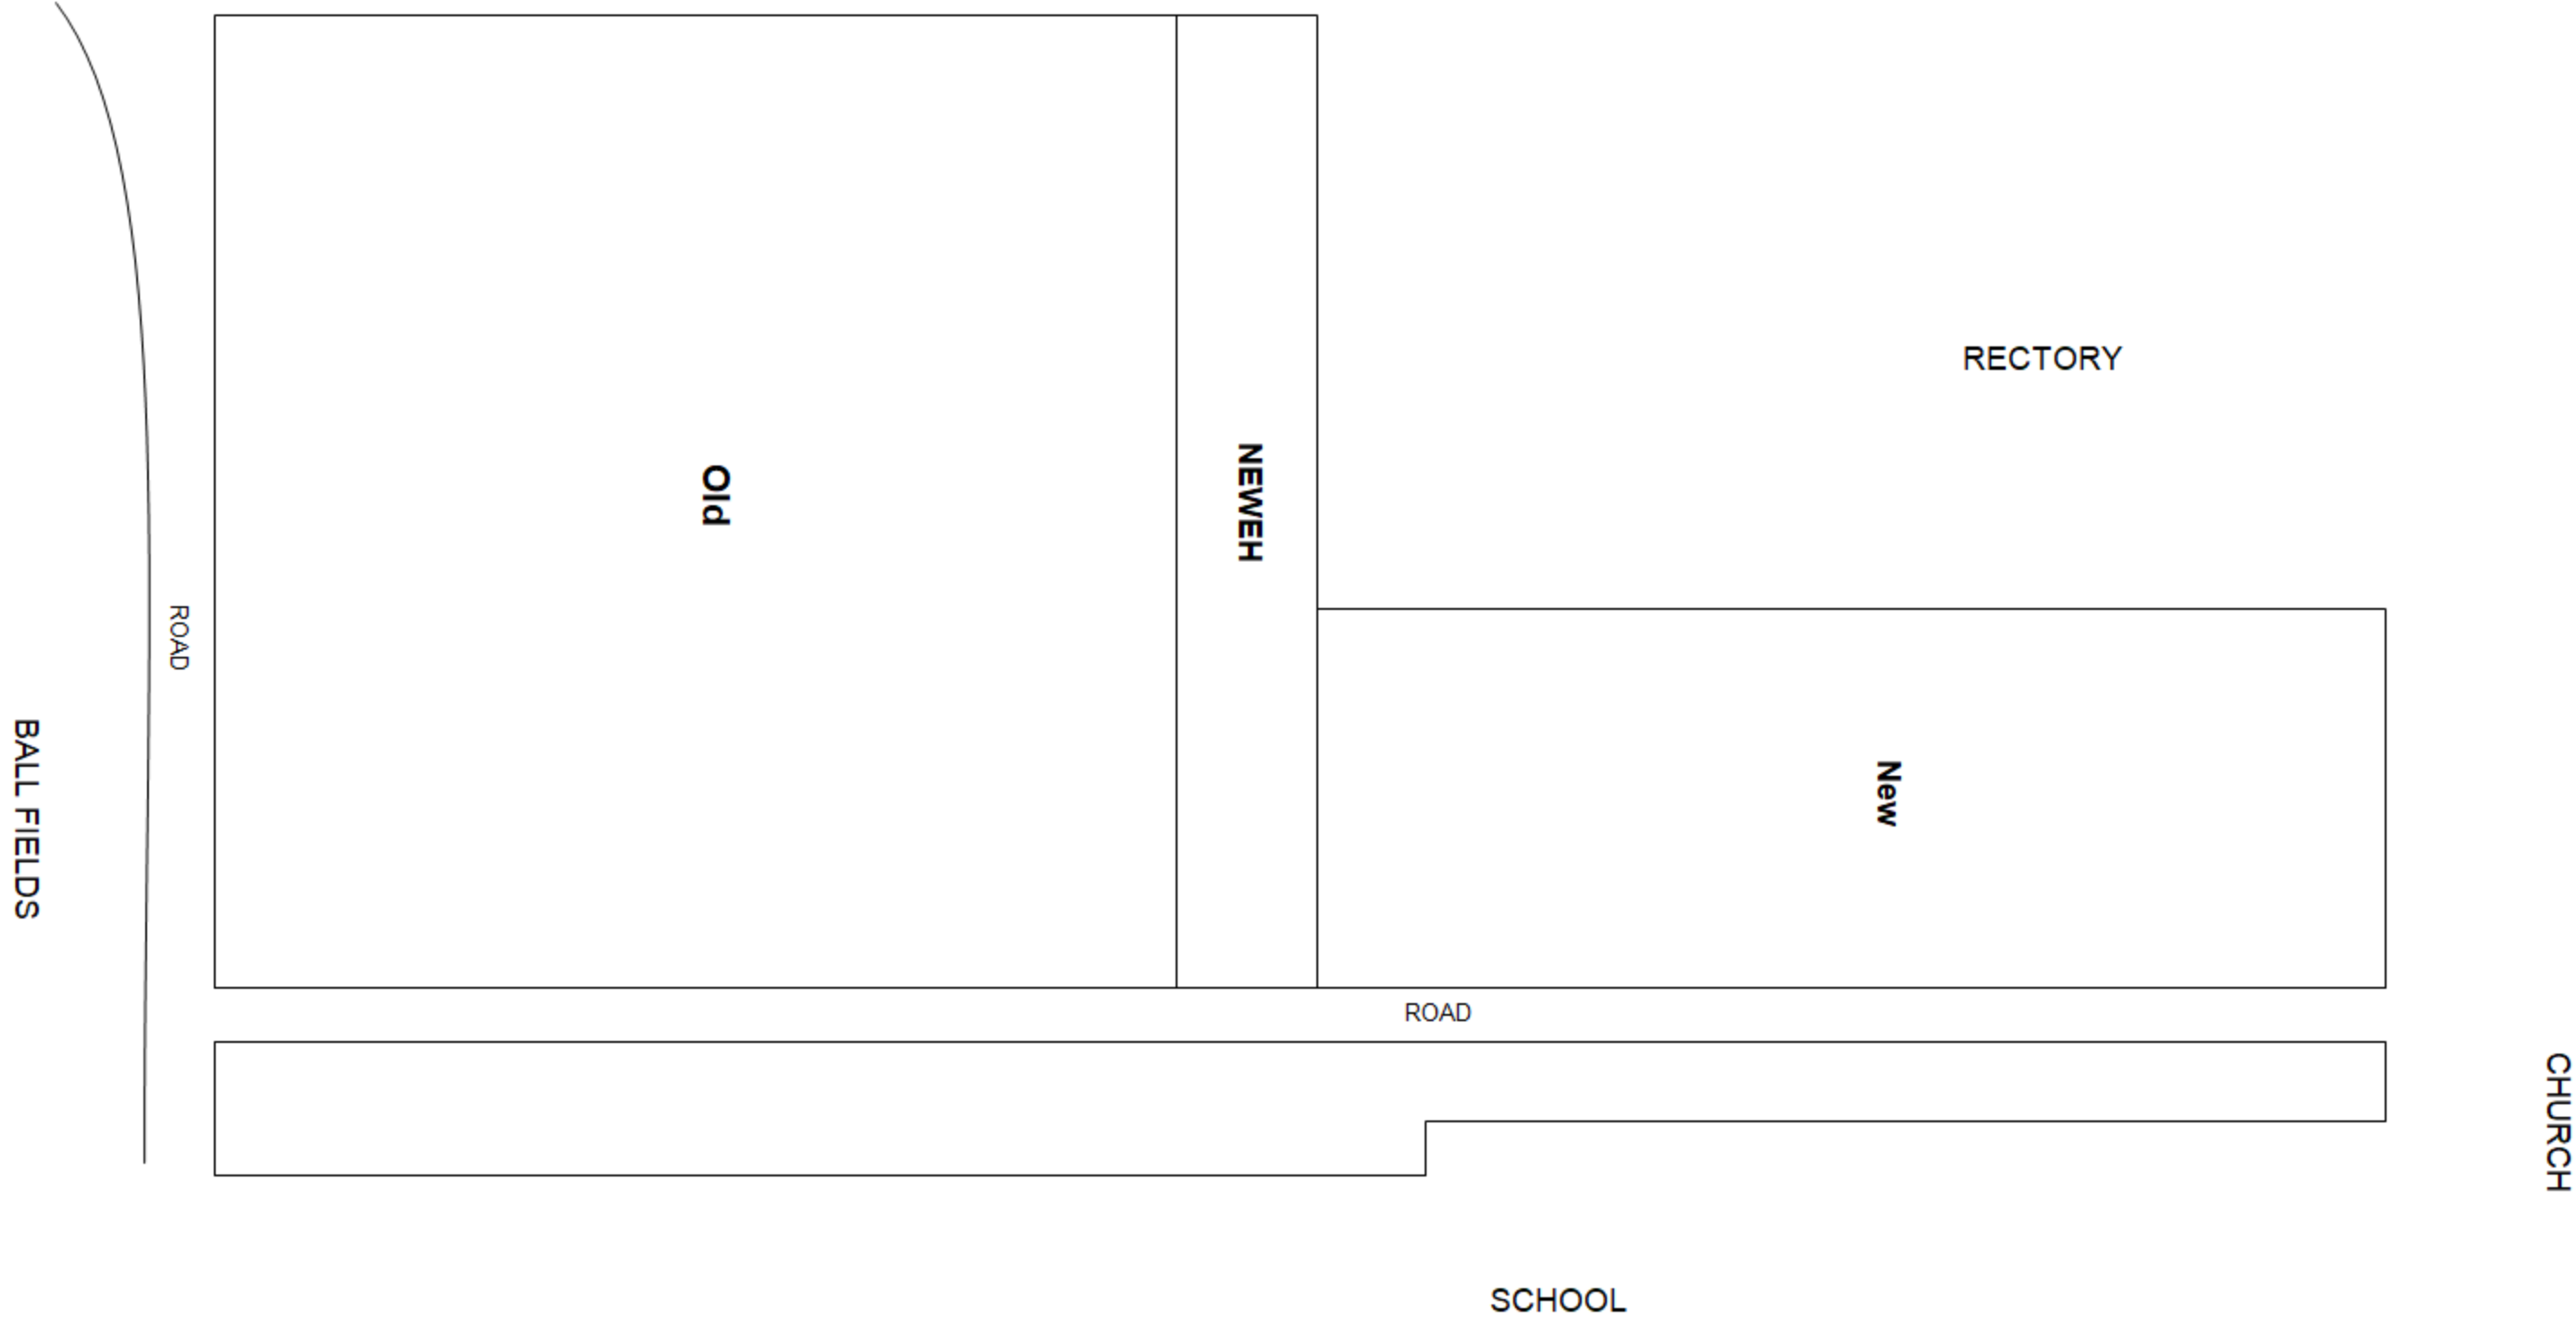 RECTORY
Old
NEWEH
ROAD
BALL FIELDS
New
ROAD
CHURCH
SCHOOL